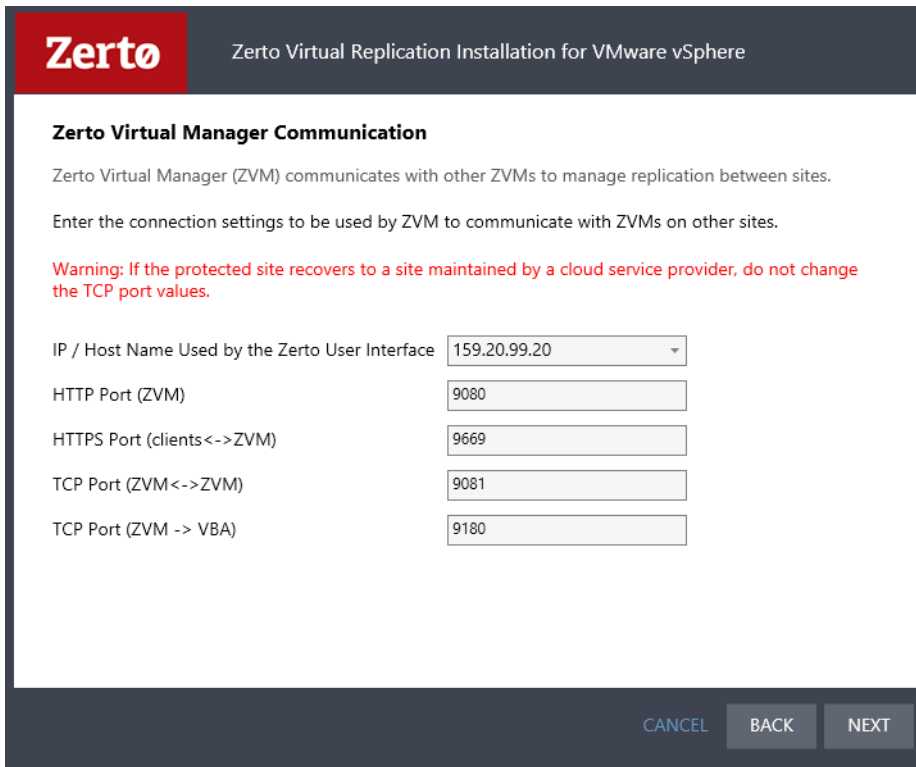 Zerto
Zerto Virtual Replication Installation for VMware vSphere
Zerto Virtual Manager Communication
Zerto Virtual Manager (ZVM) communicates with other ZVMs to manage replication between sites.
Enter the connection settings to be used by ZVM to communicate with ZVMs on other sites.
Warning: If the protected site recovers to a site maintained by a cloud service provider, do not change
the TCP port values.
IP / Host Name Used by the Zerto User Interface 159.20.99.20
HTTP Port (ZVM) 9080
HTTPS Port (clients<->ZVM) 9669
TCP Port (ZVM<->ZVM) 9081
TCP Port (ZVM -> VBA) 9180
CANCEL BACK NEXT